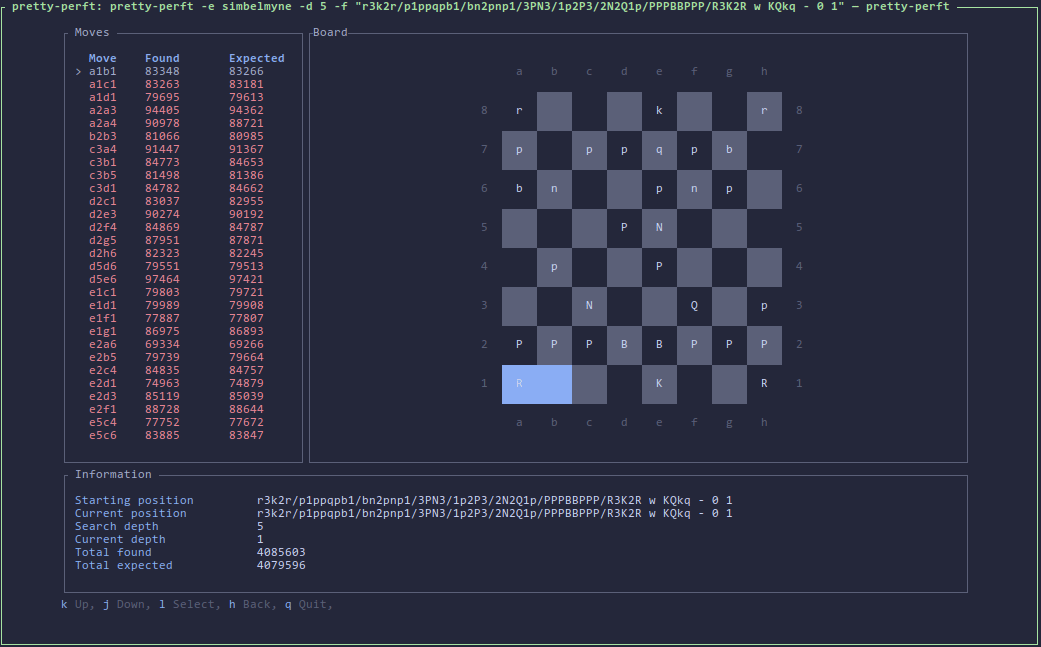 pretty-perft: pretty-perft -e simbelmyne -d 5 -f "r3k2r/p1ppqpb1/bn2pnp1/3PN3/1p2P3/2N2Q1p/PPPBBPPP/R3K2R w KQkq - 0 1" — pretty-perft
Moves
Move Found Expected
> a1b1 83348 83266
a1c1 83263 83181
a1d1 79695 79613
a2a3 94405 94362
a2a4 90978 88721
b2b3 81066 80985
c3a4 91447 91367
c3b1 84773 84653
c3b5 81498 81386
c3d1 84782 84662
d2c1 83037 82955
d2e3 90274 90192
d2f4 84869 84787
d2g5 87951 87871
d2h6 82323 82245
d5d6 79551 79513
d5e6 97464 97421
e1c1 79803 79721
e1d1 79989 79908
e1f1 77887 77807
e1g1 86975 86893
e2a6 69334 69266
e2b5 79739 79664
e2c4 84835 84757
e2d1 74963 74879
e2d3 85119 85039
e2f1 88728 88644
e5c4 77752 77672
e5c6 83885 83847
Board
a b c d e f g h
8 r k r 8
7 p p p q p b 7
6 b n p n p 6
5 P N 5
4 p P 4
3 N Q p 3
2 P P P B B P P P 2
1 R K R 1
a b c d e f g h
Information
Starting position r3k2r/p1ppqpb1/bn2pnp1/3PN3/1p2P3/2N2Q1p/PPPBBPPP/R3K2R w KQkq - 0 1
Current position r3k2r/p1ppqpb1/bn2pnp1/3PN3/1p2P3/2N2Q1p/PPPBBPPP/R3K2R w KQkq - 0 1
Search depth 5
Current depth 1
Total found 4085603
Total expected 4079596
k Up, j Down, l Select, h Back, q Quit,